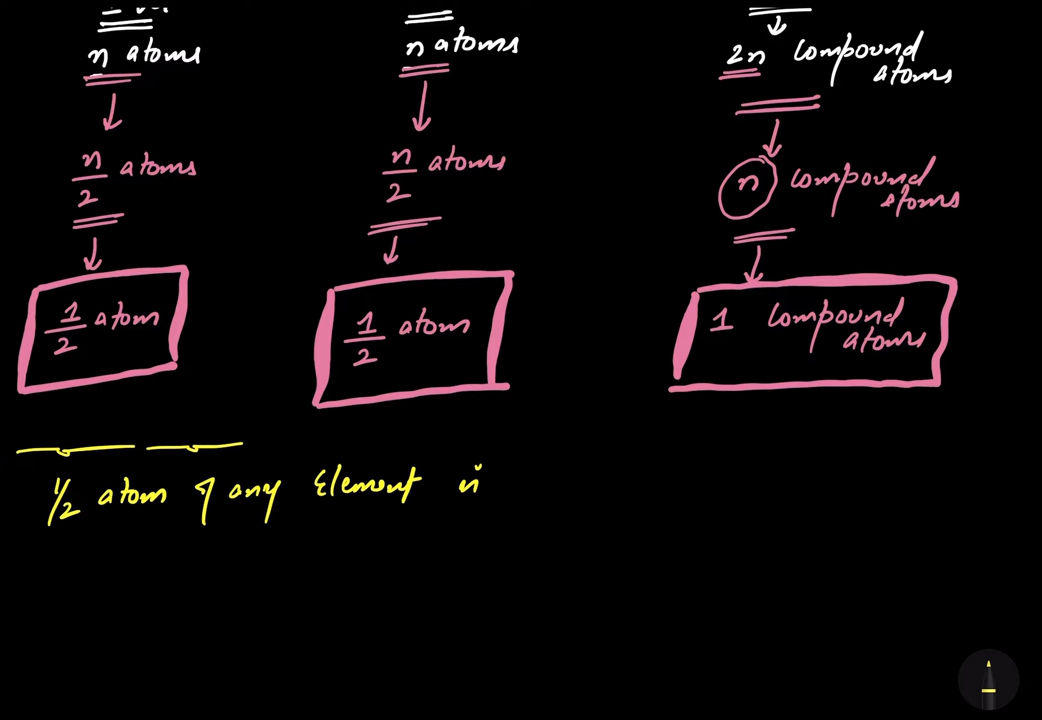 n atoms
n atoms
2n compound
atoms
n/2 atoms
n/2 atoms
n compound
atoms
1/2 atom
1/2 atom
1 compound
atoms
1/2 atom of any Element is